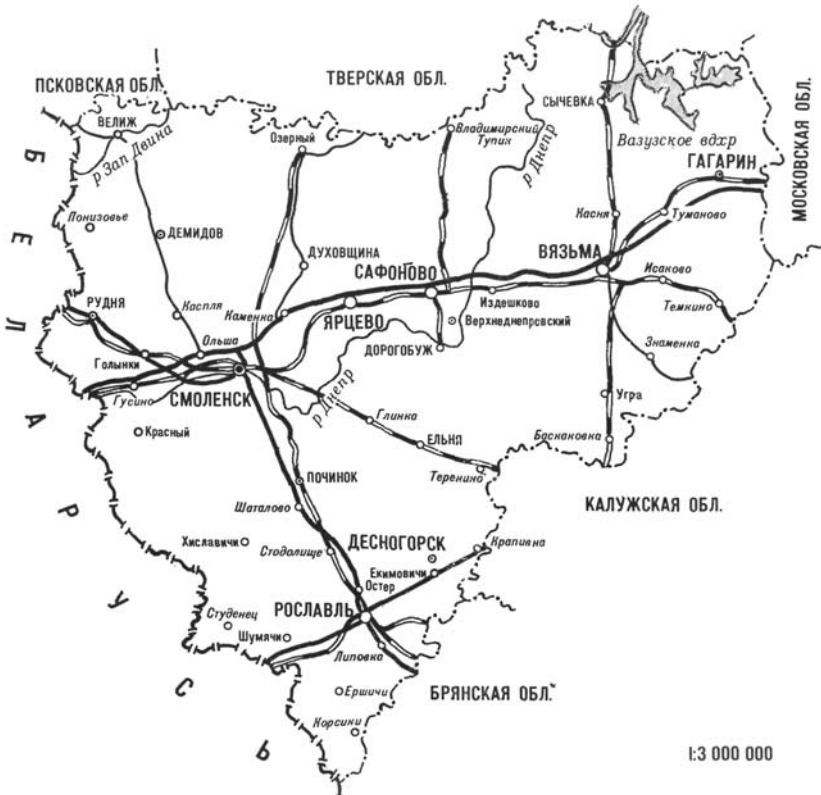 ПСКОВСКАЯ ОБЛ.
ТВЕРСКАЯ ОБЛ.
МОСКОВСКАЯ ОБЛ.
ВЕЛИЖ
р Зап Двина
Озерный
Владимирский
Тупик
р Днепр
СЫЧЕВКА
Вазузское вдхр
ГАГАРИН
Понизовье
ДЕМИДОВ
ДУХОВЩИНА
САФОНОВО
Касня
Туманово
ВЯЗЬМА
Исаково
Темкино
РУДНЯ
Каспля
Каменка
ЯРЦЕВО
Издешково
Верхнеднепровский
Ольша
Голынки
ДОРОГОБУЖ
Знаменка
Гусино
СМОЛЕНСК
р Днепр
Угра
Глинка
Красный
ЕЛЬНЯ
Баскаковка
Теренино
ПОЧИНОК
КАЛУЖСКАЯ ОБЛ.
Шаталово
Хиславичи
Стодолище
ДЕСНОГОРСК
Крапивна
Екимовичи
Остер
РОСЛАВЛЬ
Студенец
Шумячи
Липовка
Ершичи
БРЯНСКАЯ ОБЛ.
Корсики
БЕЛАРУСЬ
1:3 000 000